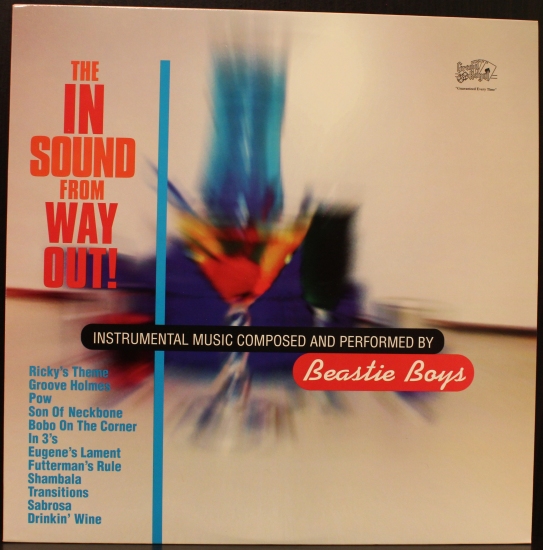 THE
IN
SOUND
FROM
WAY
OUT!
INSTRUMENTAL MUSIC COMPOSED AND PERFORMED BY
Beastie Boys
Ricky's Theme
Groove Holmes
Pow
Son Of Neckbone
Bobo On The Corner
In 3's
Eugene's Lament
Futterman's Rule
Shambala
Transitions
Sabrosa
Drinkin' Wine